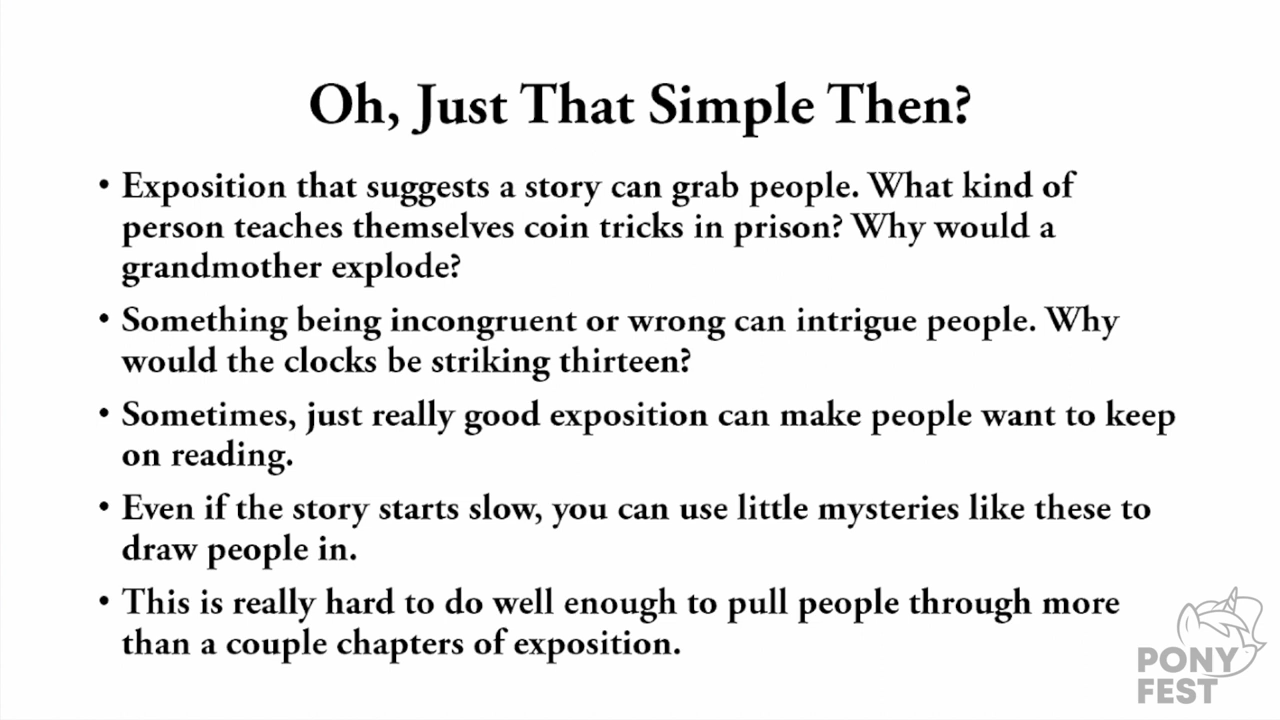 Oh, Just That Simple Then?
• Exposition that suggests a story can grab people. What kind of
person teaches themselves coin tricks in prison? Why would a
grandmother explode?
• Something being incongruent or wrong can intrigue people. Why
would the clocks be striking thirteen?
• Sometimes, just really good exposition can make people want to keep
on reading.
• Even if the story starts slow, you can use little mysteries like these to
draw people in.
• This is really hard to do well enough to pull people through more
than a couple chapters of exposition.
PONY
FEST